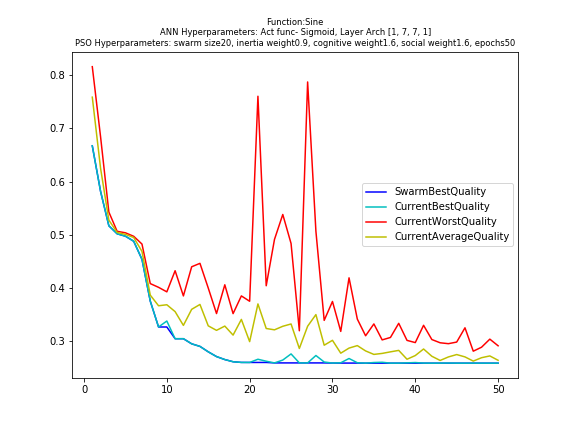 Function:Sine
ANN Hyperparameters: Act func- Sigmoid, Layer Arch [1, 7, 7, 1]
PSO Hyperparameters: swarm size20, inertia weight0.9, cognitive weight1.6, social weight1.6, epochs50
0.8
0.7
0.6
0.5
0.4
0.3
SwarmBestQuality
CurrentBestQuality
CurrentWorstQuality
CurrentAverageQuality
0
10
20
30
40
50